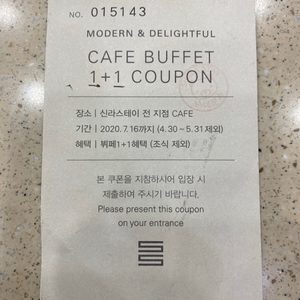 NO. 015143
MODERN & DELIGHTFUL
CAFE BUFFET
1+1 COUPON
장소 | 신라스테이 전 지점 CAFE
기간 | 2020.7.16까지 (4.30 ~ 5.31 제외)
혜택 | 뷔페1+1혜택 (조식 제외)
본 쿠폰을 지참하시어 입장 시
제출하여 주시기 바랍니다.
Please present this coupon
on your entrance